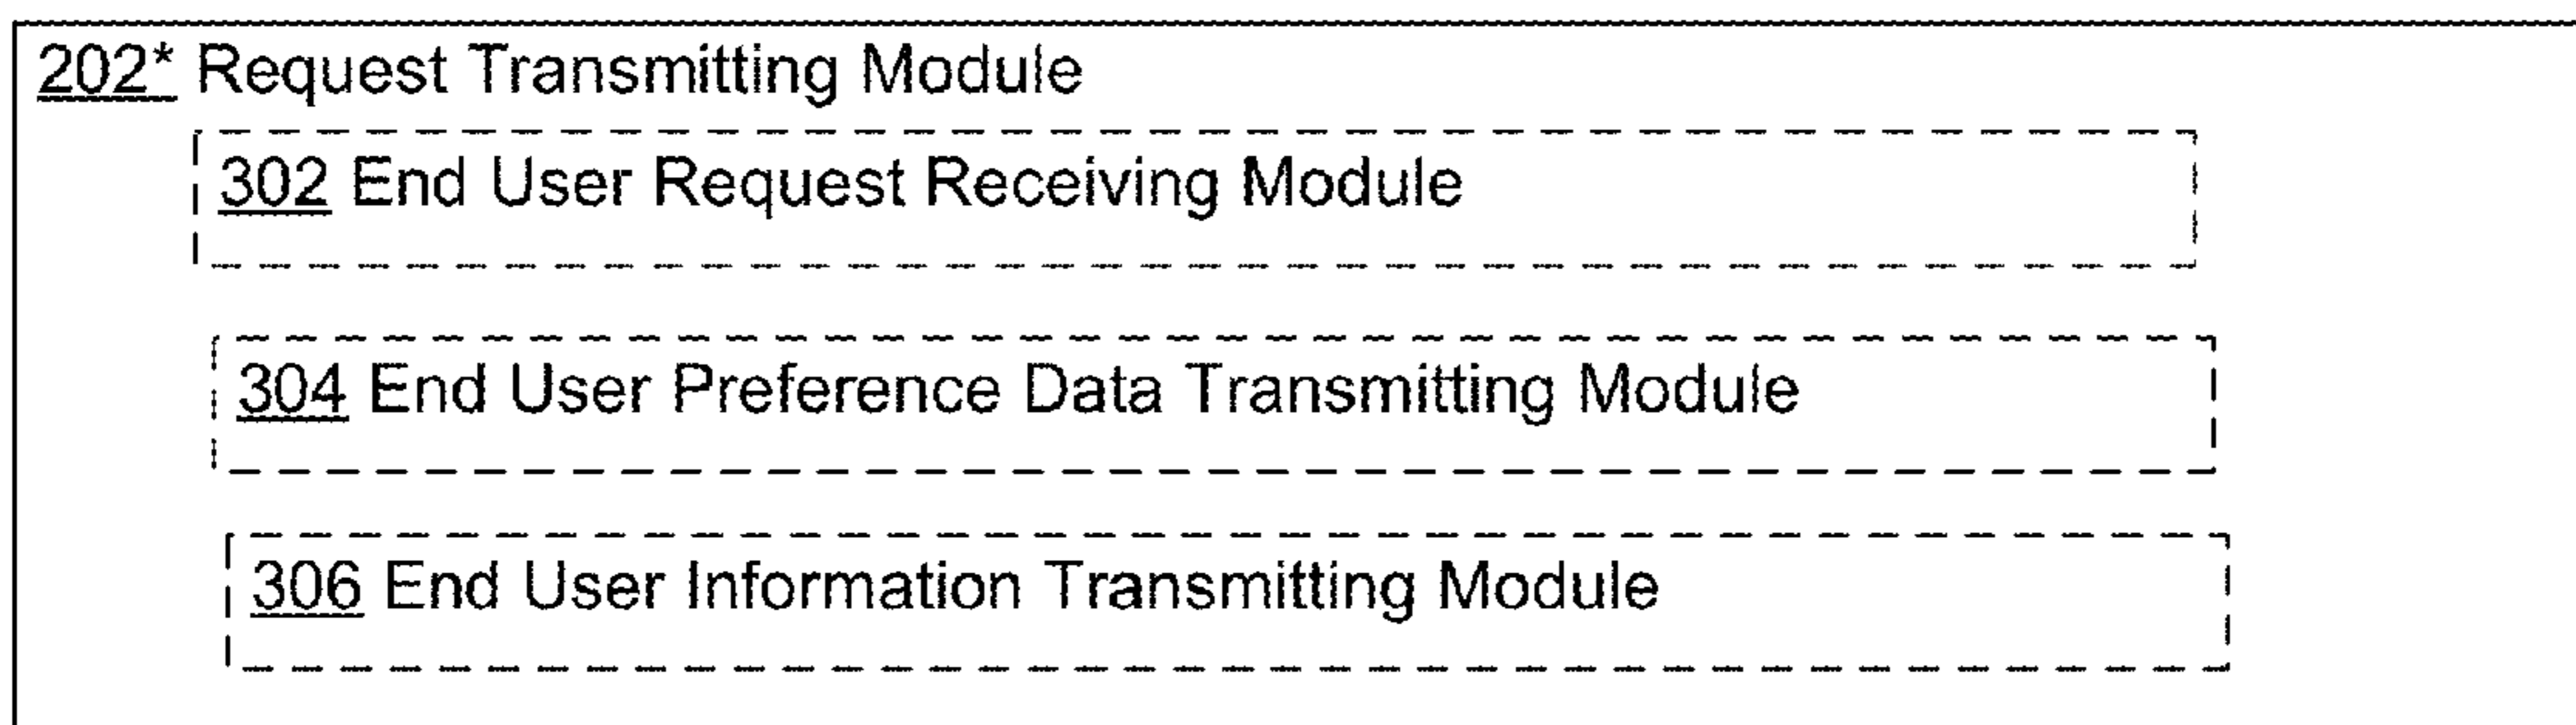 202* Request Transmitting Module
302 End User Request Receiving Module
304 End User Preference Data Transmitting Module
306 End User Information Transmitting Module